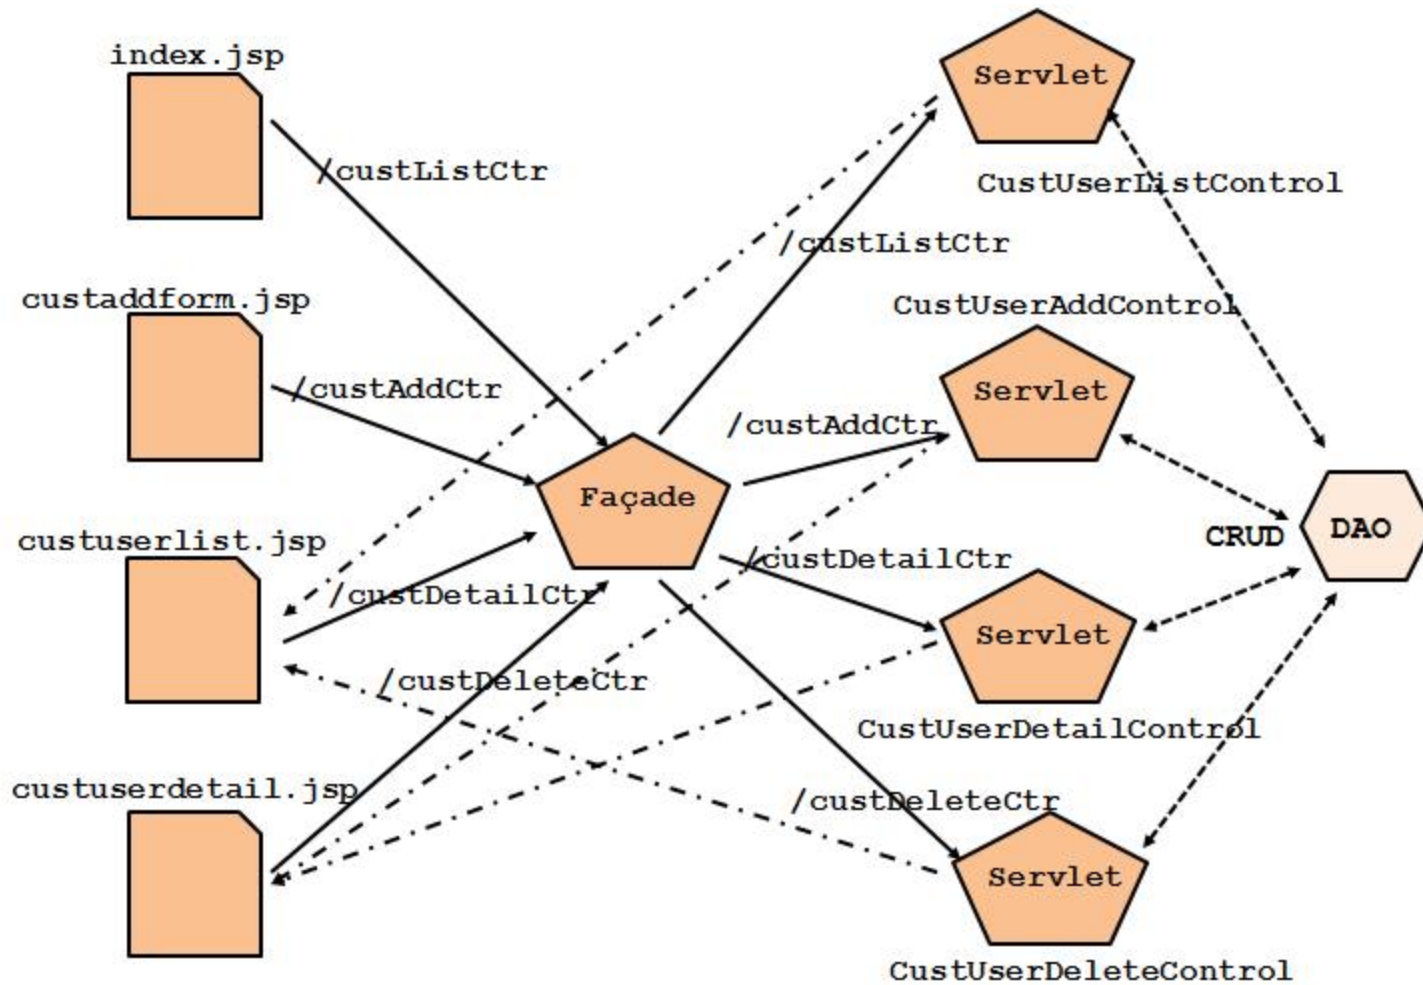 index.jsp
Servlet
/custListCtr
CustUserListControl
/custListCtr
custaddform.jsp
CustUserAddControl
/custAddCtr
Servlet
/custAddCtr
Façade
custuserlist.jsp
CRUD
DAO
/custDetailCtr
/custDetailCtr
Servlet
/custDeleteCtr
CustUserDetailControl
custuserdetail.jsp
/custDeleteCtr
Servlet
CustUserDeleteControl